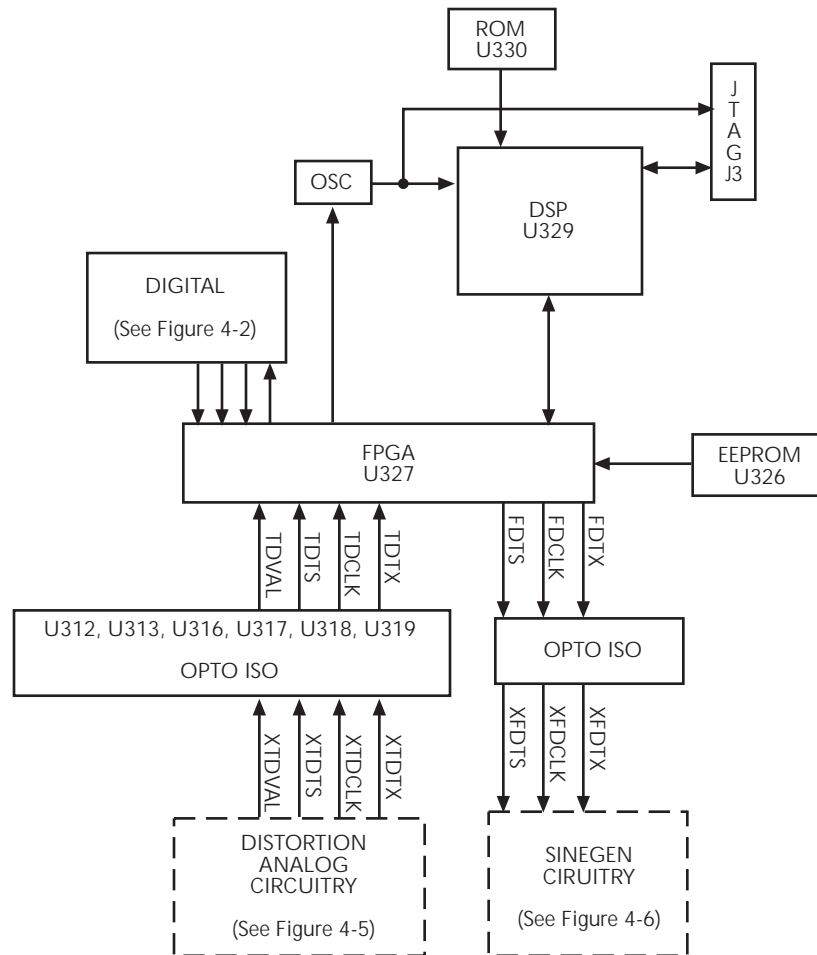 ROM
U330
J
T
A
G
J3
OSC
DSP
U329
DIGITAL
(See Figure 4-2)
FPGA
U327
EEPROM
U326
TDVAL
TDTS
TDCLK
TDTX
FDTS
FDCLK
FDTX
U312, U313, U316, U317, U318, U319
OPTO ISO
OPTO ISO
XTDVAL
XTDTS
XTDCLK
XTDTX
XFDTS
XFDCLK
XFDTX
DISTORTION
ANALOG
CIRCUITRY
(See Figure 4-5)
SINEGEN
CIRUITRY
(See Figure 4-6)